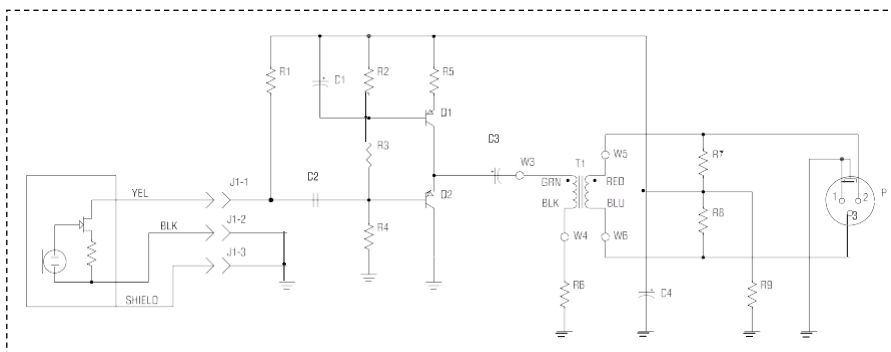 R1
C1
R2
R5
Q1
C3
W3
T1
W5
R7
R3
GRN
RED
1
2
P
J1-1
C2
YEL
Q2
BLK
BLU
R8
3
J1-2
BLK
R4
W4
W6
J1-3
SHIELD
R6
C4
R9